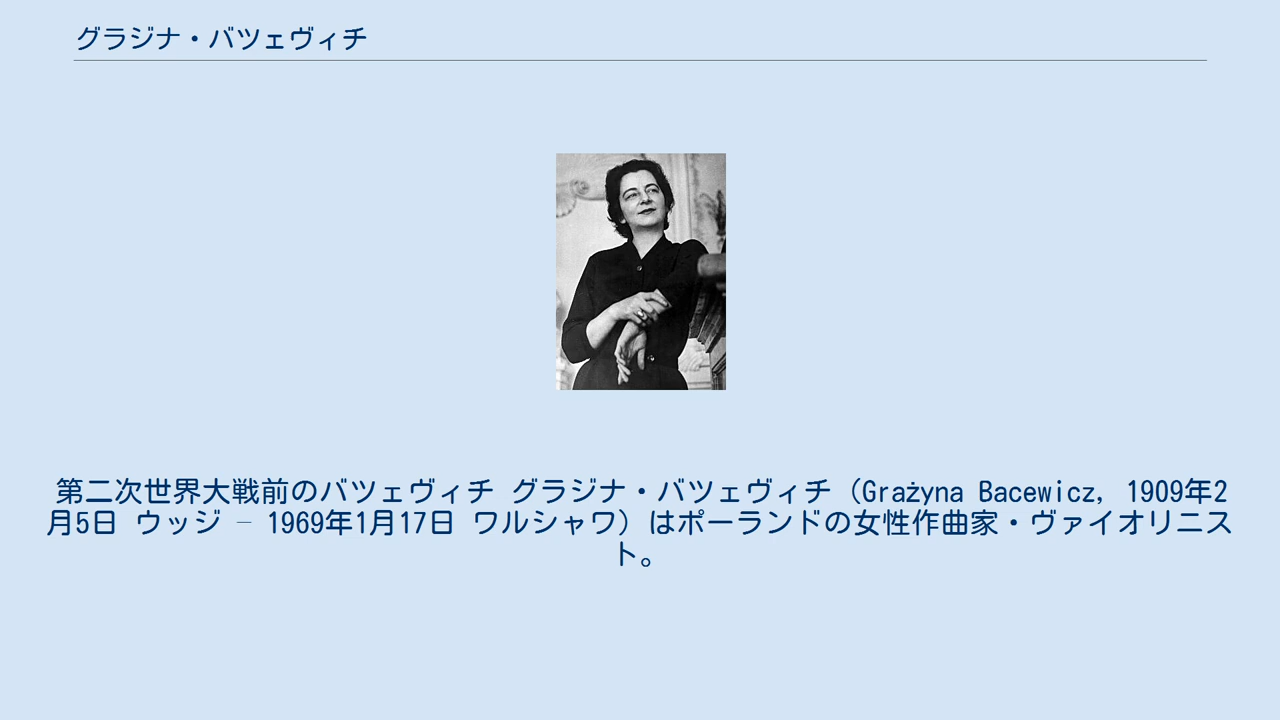 グラジナ・バツェヴィチ
第二次世界大戦前のバツェヴィチ グラジナ・バツェヴィチ（Grażyna Bacewicz, 1909年2
月5日 ウッジ – 1969年1月17日 ワルシャワ）はポーランドの女性作曲家・ヴァイオリニス
ト。